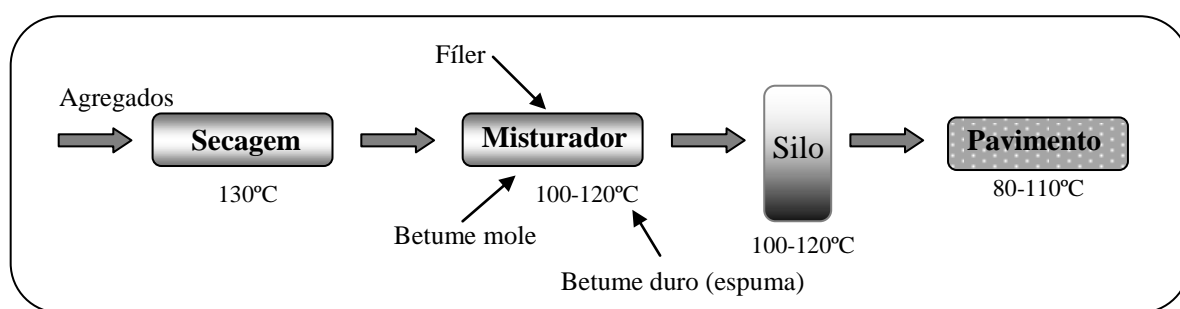 Fíler
Agregados
Secagem
Misturador
Silo
Pavimento
130ºC
100-120ºC
80-110ºC
Betume mole
100-120ºC
Betume duro (espuma)